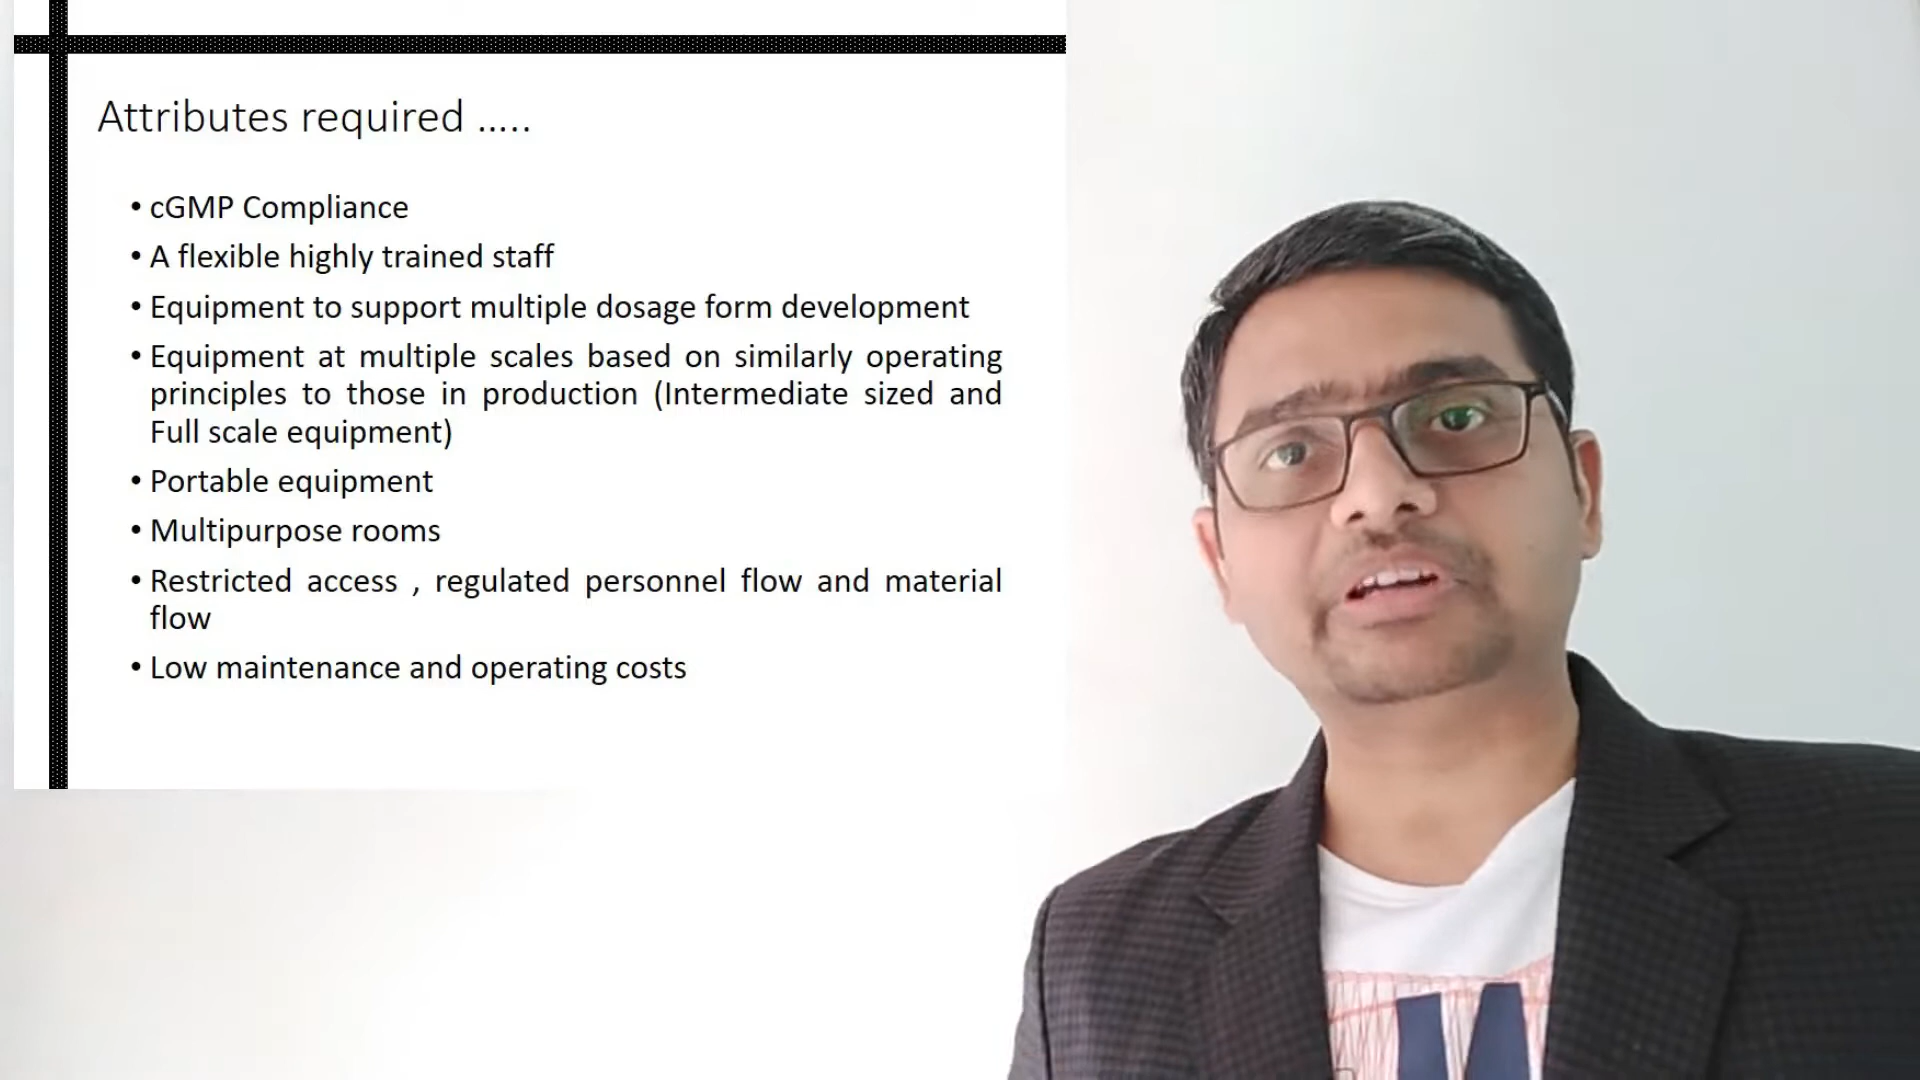 Attributes required .....
• cGMP Compliance
• A flexible highly trained staff
• Equipment to support multiple dosage form development
• Equipment at multiple scales based on similarly operating
principles to those in production (Intermediate sized and
Full scale equipment)
• Portable equipment
• Multipurpose rooms
• Restricted access , regulated personnel flow and material
flow
• Low maintenance and operating costs